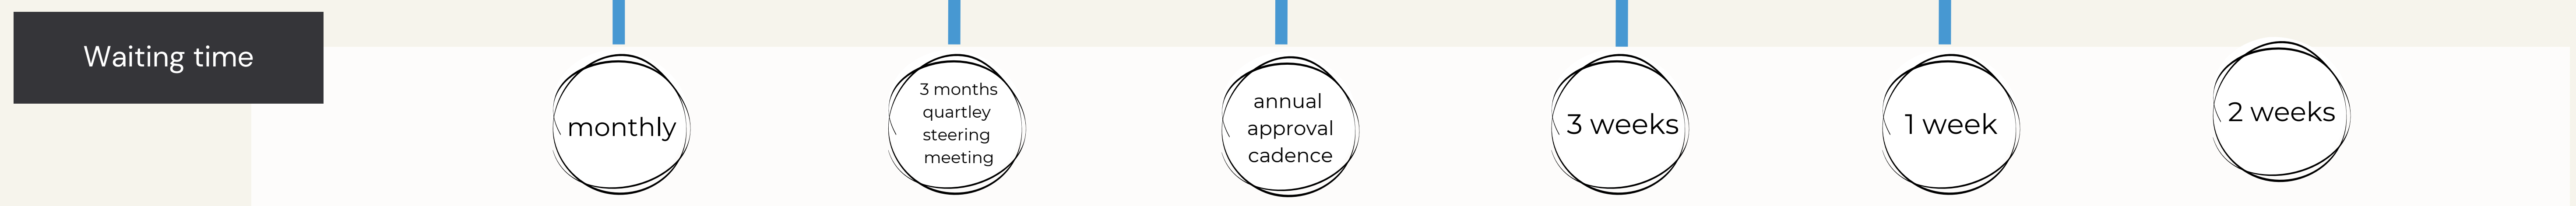 Waiting time
monthly
3 months
quartley
steering
meeting
annual
approval
cadence
3 weeks
1 week
2 weeks